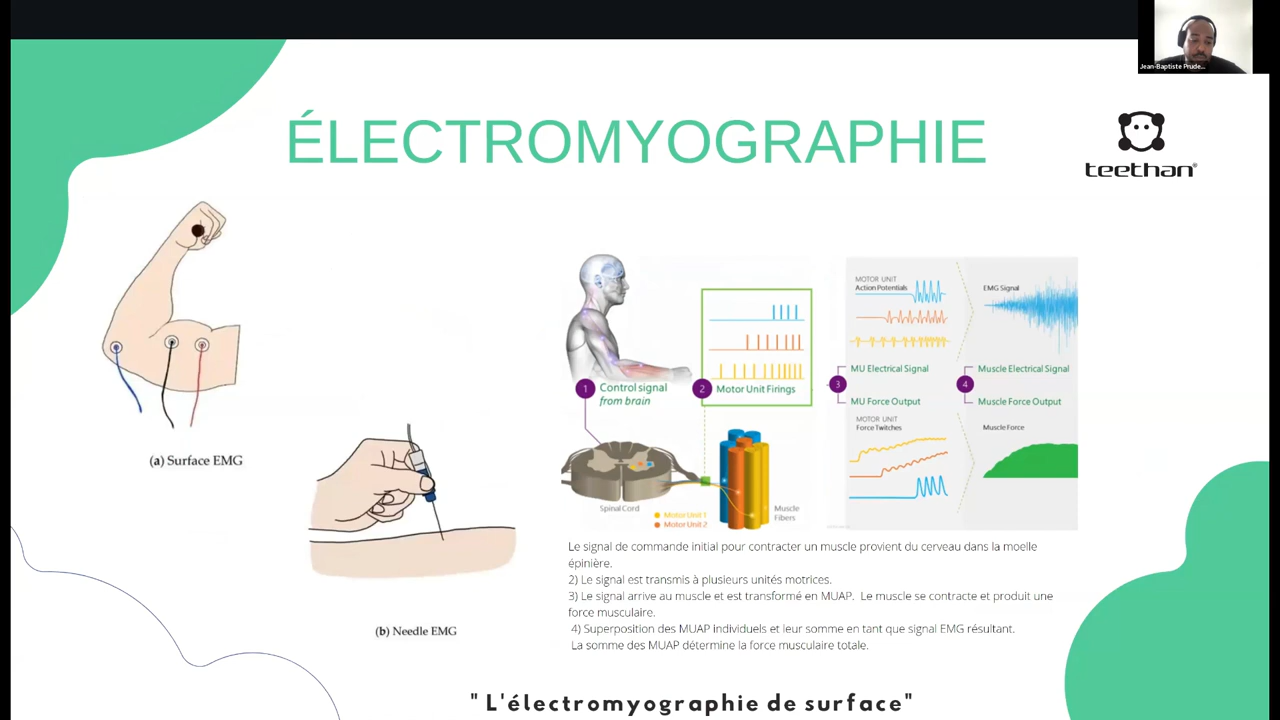 Jean-Baptiste Prude...
ÉLECTROMYOGRAPHIE
teethan®
(a) Surface EMG
(b) Needle EMG
1 Control signal
from brain
2 Motor Unit Firings
Spinal Cord
Motor Unit 1
Motor Unit 2
Muscle
Fibers
MOTOR UNIT
Action Potentials
EMG Signal
3
MU Electrical Signal
MU Force Output
4
Muscle Electrical Signal
Muscle Force Output
MOTOR UNIT
Force Twitches
Muscle Force
Le signal de commande initial pour contracter un muscle provient du cerveau dans la moelle
épinière.
2) Le signal est transmis à plusieurs unités motrices.
3) Le signal arrive au muscle et est transformé en MUAP. Le muscle se contracte et produit une
force musculaire.
4) Superposition des MUAP individuels et leur somme en tant que signal EMG résultant.
La somme des MUAP détermine la force musculaire totale.
" L'électromyographie de surface"